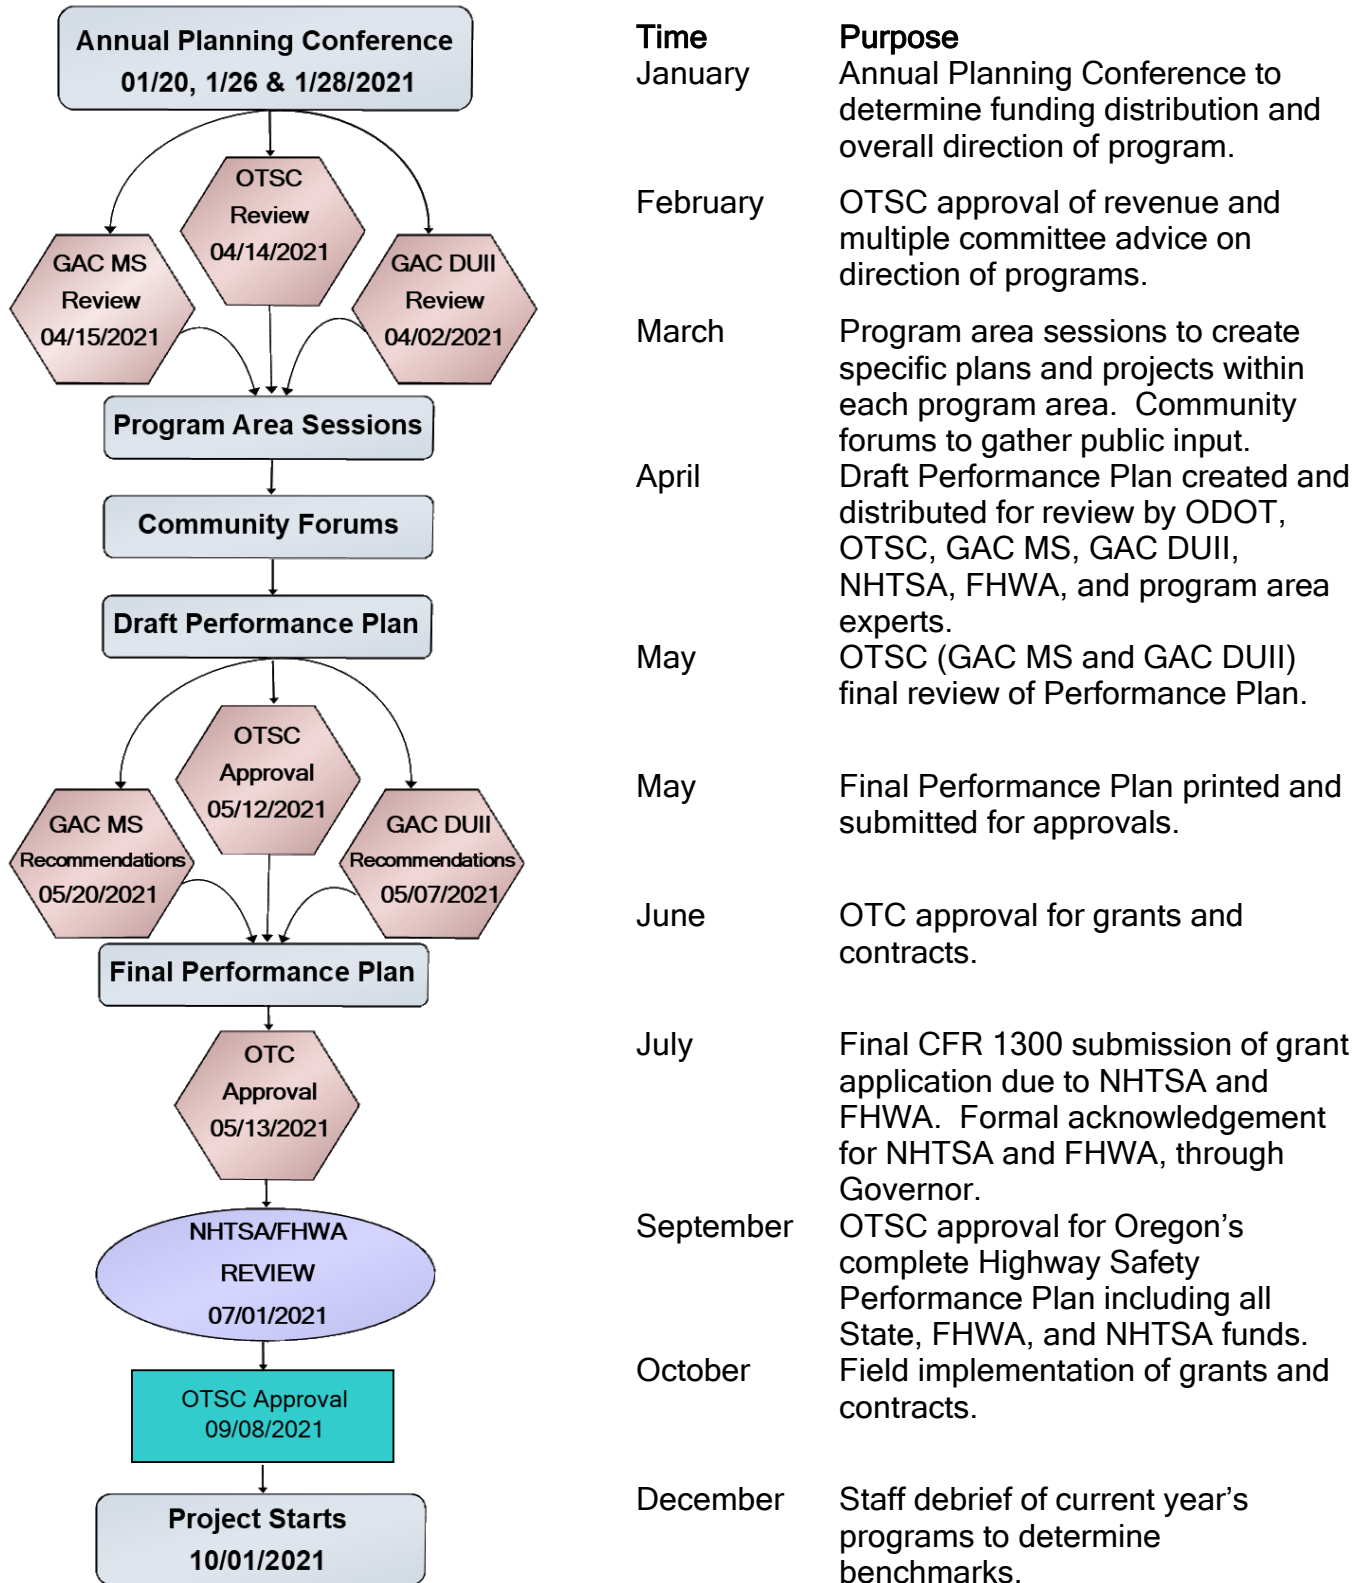 Annual Planning Conference
01/20, 1/26 & 1/28/2021
OTSC
Review
04/14/2021
GAC MS
Review
04/15/2021
GAC DUII
Review
04/02/2021
Program Area Sessions
Community Forums
Draft Performance Plan
OTSC
Approval
05/12/2021
GAC MS
Recommendations
05/20/2021
GAC DUII
Recommendations
05/07/2021
Final Performance Plan
OTC
Approval
05/13/2021
NHTSA/FHWA
REVIEW
07/01/2021
OTSC Approval
09/08/2021
Project Starts
10/01/2021
Time Purpose
January Annual Planning Conference to
determine funding distribution and
overall direction of program.
February OTSC approval of revenue and
multiple committee advice on
direction of programs.
March Program area sessions to create
specific plans and projects within
each program area. Community
forums to gather public input.
April Draft Performance Plan created and
distributed for review by ODOT,
OTSC, GAC MS, GAC DUII,
NHTSA, FHWA, and program area
experts.
May OTSC (GAC MS and GAC DUII)
final review of Performance Plan.
May Final Performance Plan printed and
submitted for approvals.
June OTC approval for grants and
contracts.
July Final CFR 1300 submission of grant
application due to NHTSA and
FHWA. Formal acknowledgement
for NHTSA and FHWA, through
Governor.
September OTSC approval for Oregon’s
complete Highway Safety
Performance Plan including all
State, FHWA, and NHTSA funds.
October Field implementation of grants and
contracts.
December Staff debrief of current year’s
programs to determine
benchmarks.